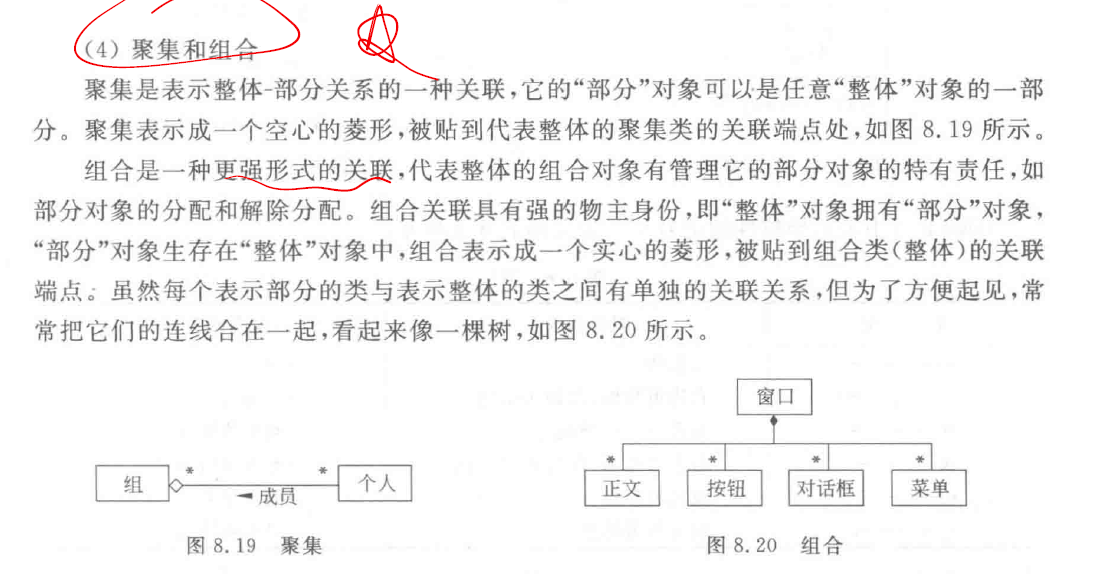 (4) 聚集和组合
聚集是表示整体-部分关系的一种关联,它的“部分”对象可以是任意“整体”对象的一部
分。聚集表示成一个空心的菱形,被贴到代表整体的聚集类的关联端点处,如图 8.19 所示。
组合是一种更强形式的关联,代表整体的组合对象有管理它的部分对象的特有责任,如
部分对象的分配和解除分配。组合关联具有强的物主身份,即“整体”对象拥有“部分”对象,
“部分”对象生存在“整体”对象中,组合表示成一个实心的菱形,被贴到组合类(整体)的关联
端点。虽然每个表示部分的类与表示整体的类之间有单独的关联关系,但为了方便起见,常
常把它们的连线合在一起,看起来像一棵树,如图 8.20 所示。
组 * * 个人
◄ 成员
图 8.19 聚集
窗口
* * * *
正文 按钮 对话框 菜单
图 8.20 组合